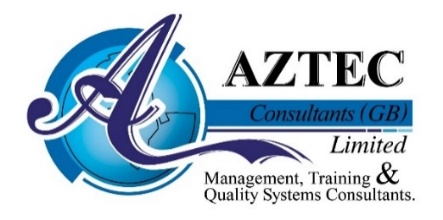 A
AZTEC
Consultants (GB)
Limited
Management, Training &
Quality Systems Consultants.